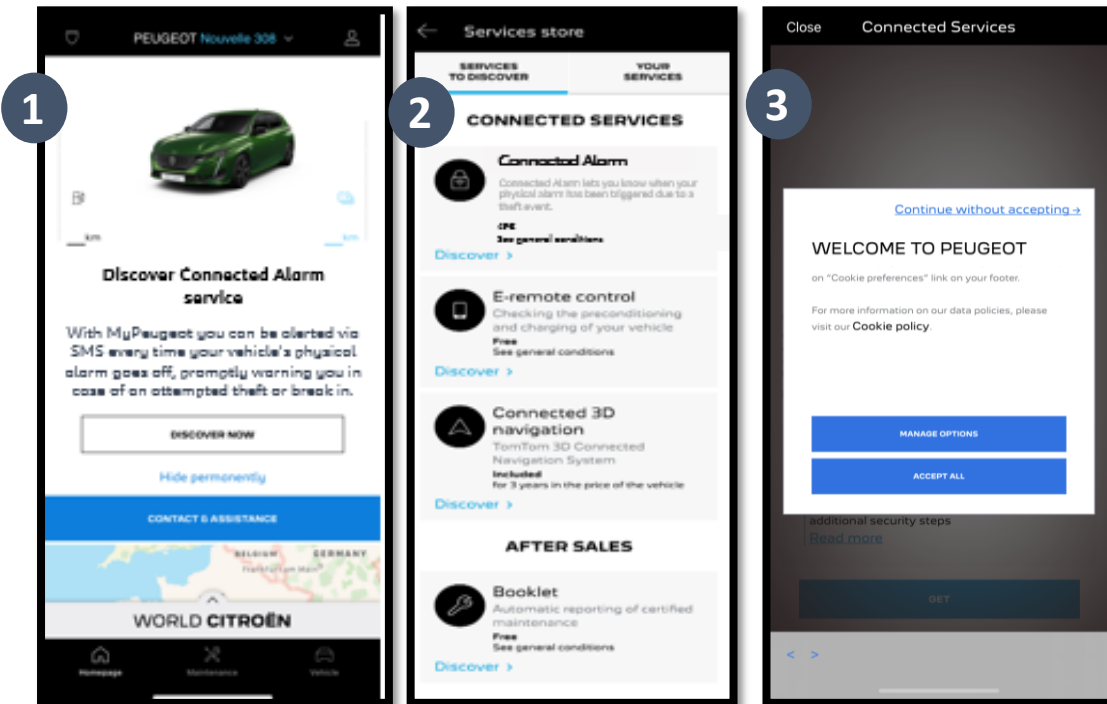 1
PEUGEOT Nouvelle 308
km
km
Discover Connected Alarm
service
With MyPeugeot you can be alerted via
SMS every time your vehicle's physical
alarm goes off, promptly warning you in
case of an attempted theft or break in.
DISCOVER NOW
Hide permanently
CONTACT & ASSISTANCE
BELGIUM GERMANY
Frankfurt am Main
WORLD CITROËN
Homepage Maintenance Vehicle
2
Services store
SERVICES
TO DISCOVER
YOUR
SERVICES
CONNECTED SERVICES
Connected Alarm
Connected Alarm lets you know when your
physical alarm has been triggered due to a
theft event.
See general conditions
Discover >
E-remote control
Checking the preconditioning
and charging of your vehicle
Free
See general conditions
Discover >
Connected 3D
navigation
TomTom 3D Connected
Navigation System
Included
for 3 years in the price of the vehicle
Discover >
AFTER SALES
Booklet
Automatic reporting of certified
maintenance
Free
See general conditions
Discover >
3
Close Connected Services
Continue without accepting →
WELCOME TO PEUGEOT
on "Cookie preferences" link on your footer.
For more information on our data policies, please
visit our Cookie policy.
MANAGE OPTIONS
ACCEPT ALL
additional security steps
Read more
GET
< >